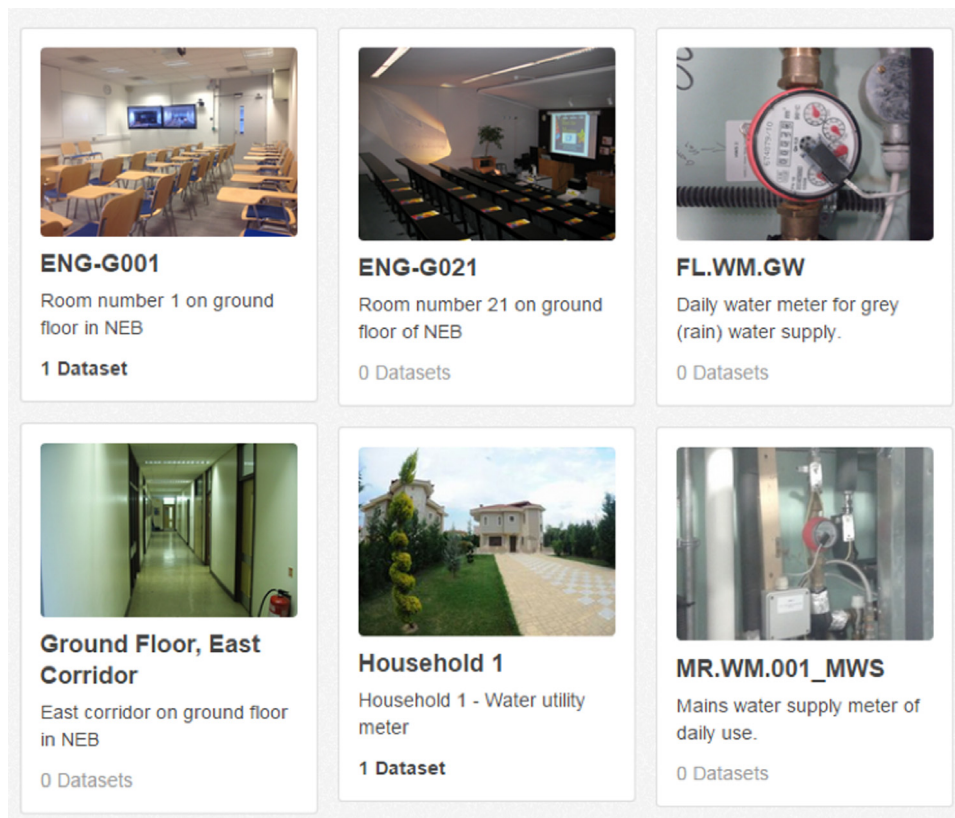 ENG-G001
Room number 1 on ground
floor in NEB
1 Dataset
ENG-G021
Room number 21 on ground
floor of NEB
0 Datasets
FL.WM.GW
Daily water meter for grey
(rain) water supply.
0 Datasets
Ground Floor, East
Corridor
East corridor on ground floor
in NEB
0 Datasets
Household 1
Household 1 - Water utility
meter
1 Dataset
MR.WM.001_MWS
Mains water supply meter of
daily use.
0 Datasets